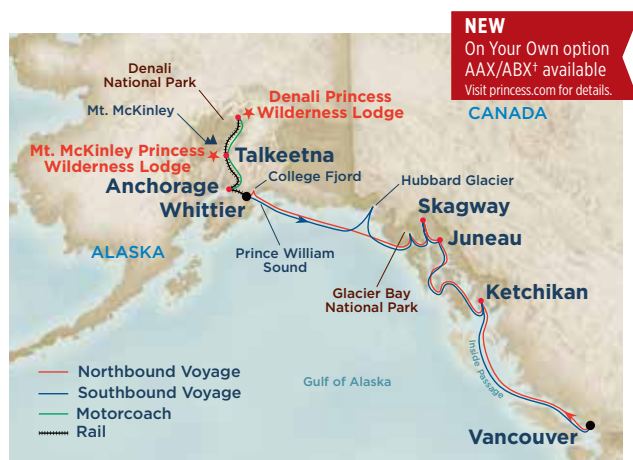 NEW
On Your Own option
AAX/ABX† available
Visit princess.com for details.
CANADA
Denali
National Park
Mt. McKinley
Denali Princess
Wilderness Lodge
Mt. McKinley Princess
Wilderness Lodge
Talkeetna
Anchorage
College Fjord
Whittier
Hubbard Glacier
Skagway
Juneau
ALASKA
Prince William
Sound
Glacier Bay
National Park
Ketchikan
Northbound Voyage
Southbound Voyage
Motorcoach
Rail
Gulf of Alaska
Inside Passage
Vancouver